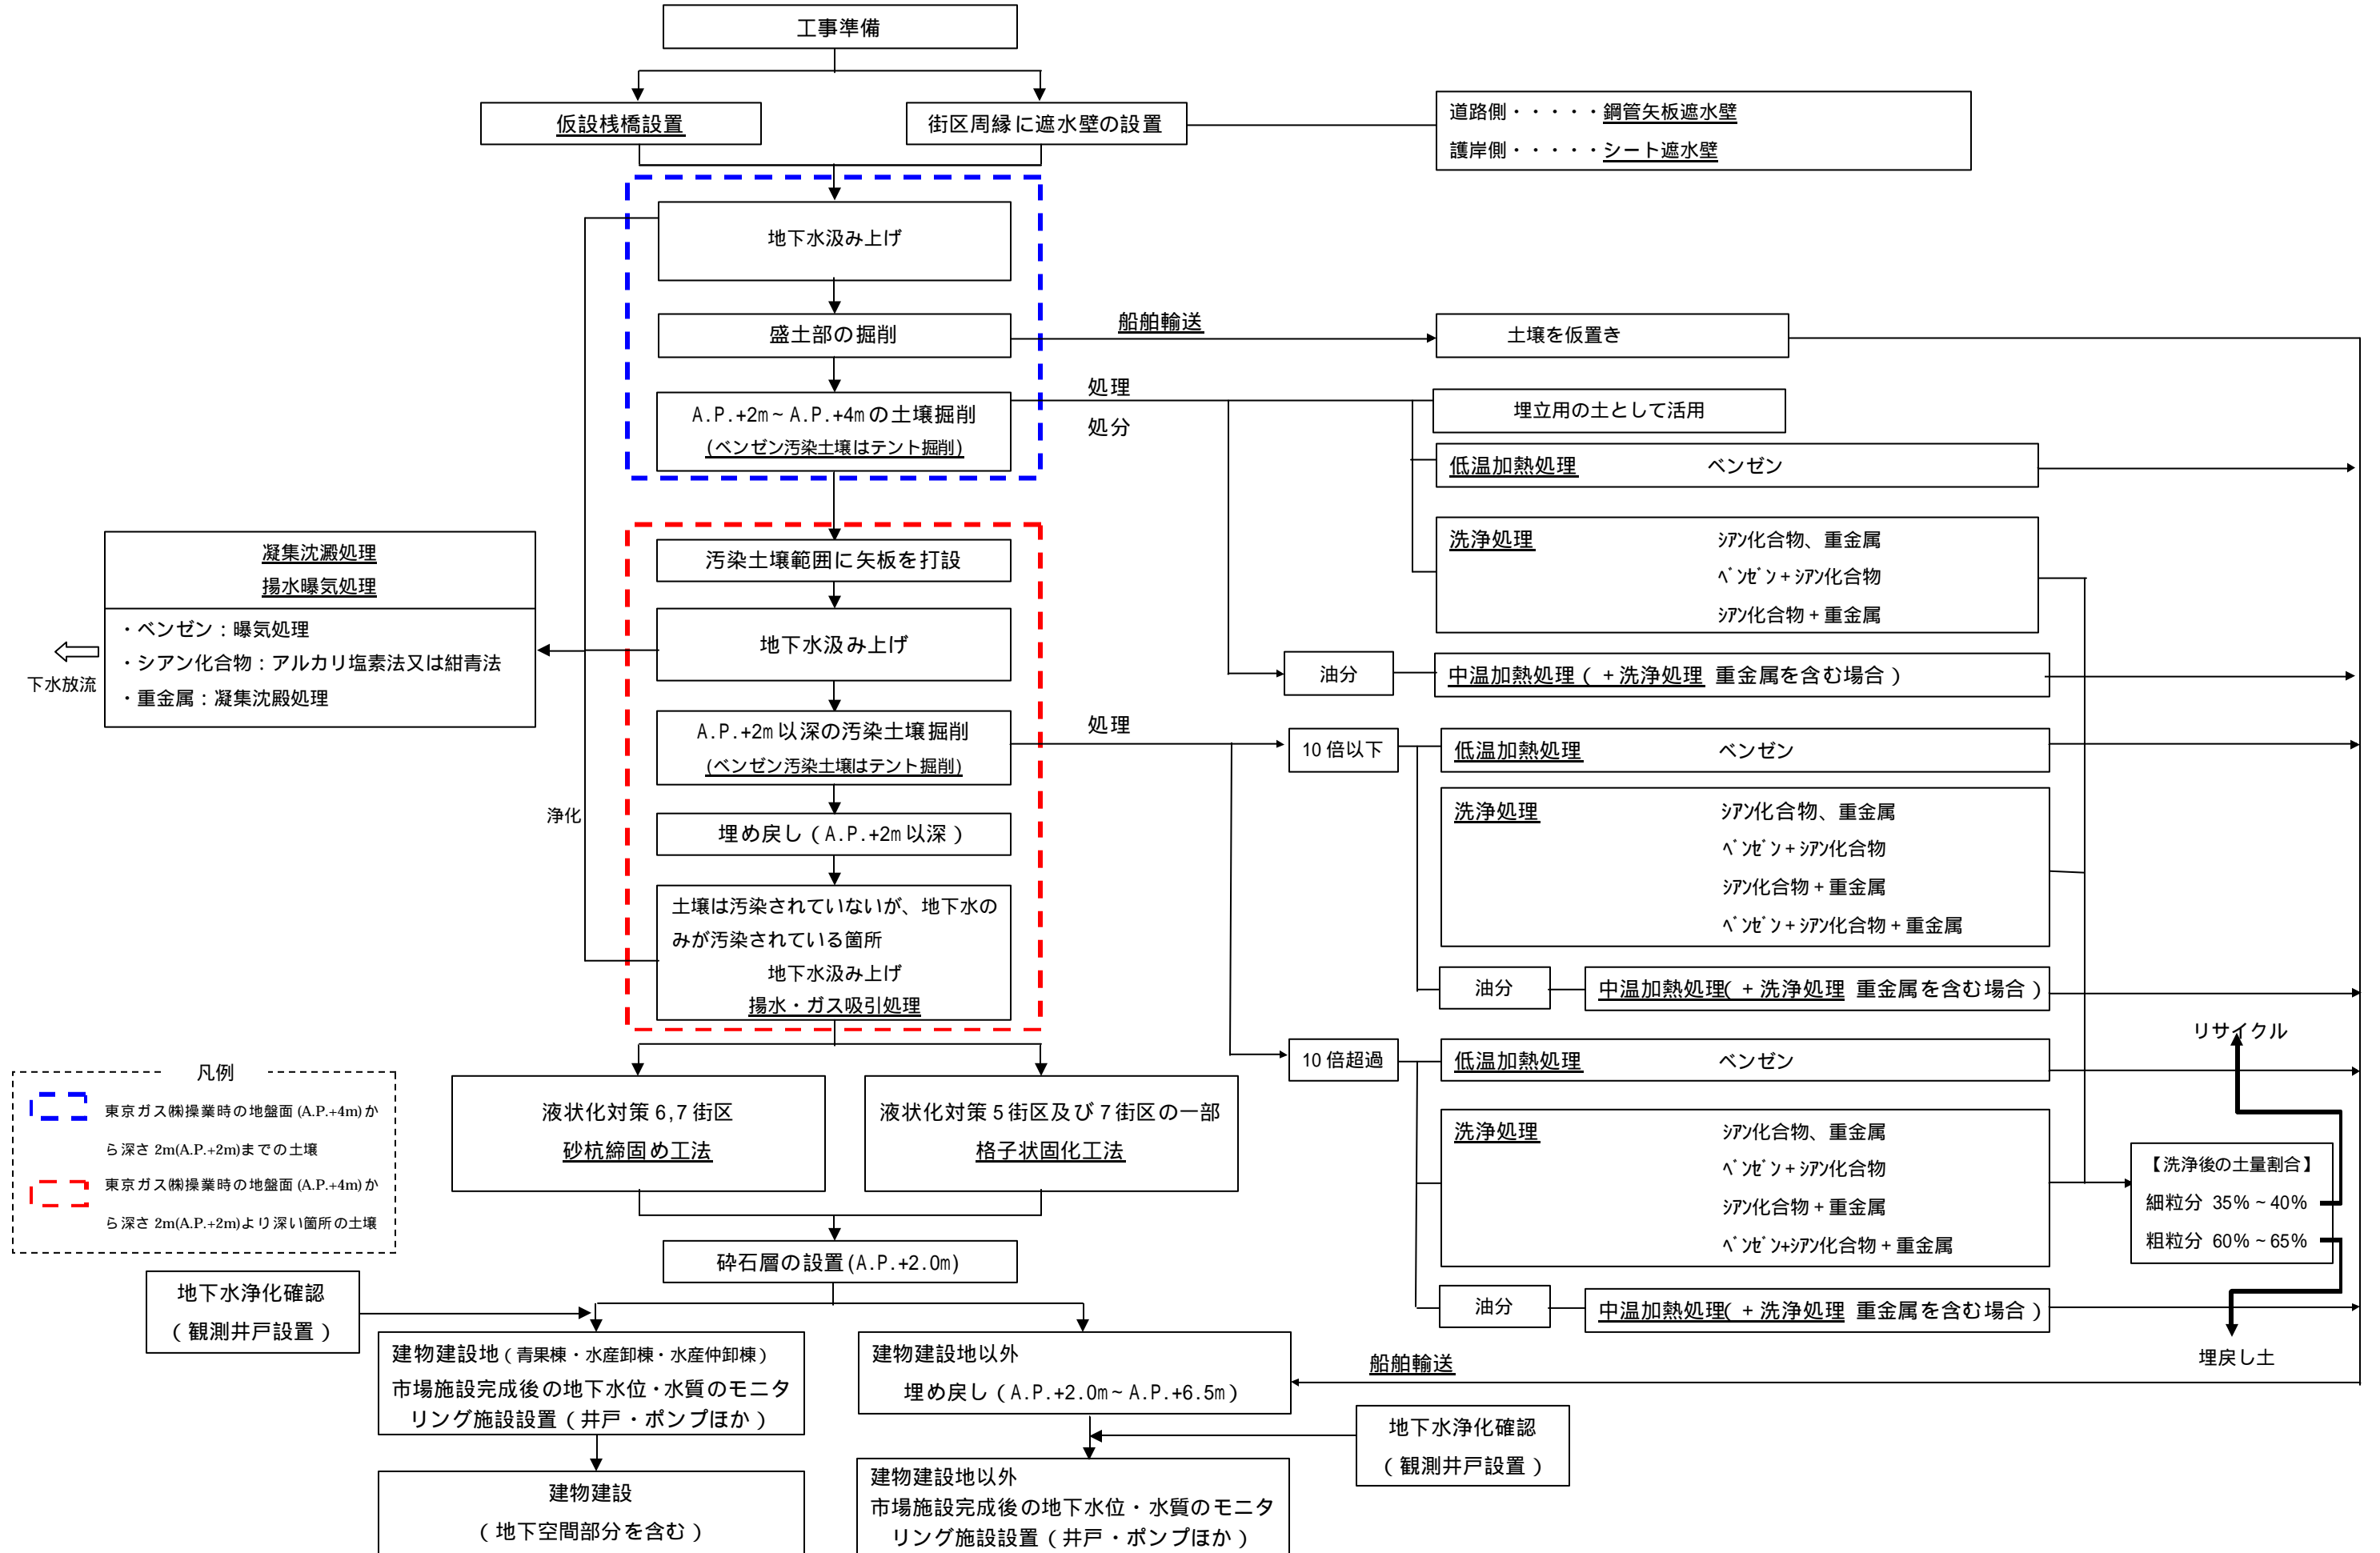 工事準備
仮設桟橋設置
街区周縁に遮水壁の設置
道路側・・・・・鋼管矢板遮水壁
護岸側・・・・・シート遮水壁
地下水汲み上げ
盛土部の掘削
船舶輸送
土壌を仮置き
A.P.+2m~A.P.+4mの土壌掘削
(ベンゼン汚染土壌はテント掘削)
処理
処分
埋立用の土として活用
低温加熱処理 ベンゼン
洗浄処理 シアン化合物、重金属
ベンゼン+シアン化合物
シアン化合物+重金属
油分
中温加熱処理(+洗浄処理 重金属を含む場合)
汚染土壌範囲に矢板を打設
地下水汲み上げ
凝集沈澱処理
揚水曝気処理
・ベンゼン:曝気処理
・シアン化合物:アルカリ塩素法又は紺青法
・重金属:凝集沈殿処理
下水放流
A.P.+2m以深の汚染土壌掘削
(ベンゼン汚染土壌はテント掘削)
処理
10倍以下
低温加熱処理 ベンゼン
洗浄処理 シアン化合物、重金属
ベンゼン+シアン化合物
シアン化合物+重金属
ベンゼン+シアン化合物+重金属
油分
中温加熱処理(+洗浄処理 重金属を含む場合)
浄化
埋め戻し(A.P.+2m以深)
土壌は汚染されていないが、地下水の
みが汚染されている箇所
地下水汲み上げ
揚水・ガス吸引処理
10倍超過
低温加熱処理 ベンゼン
洗浄処理 シアン化合物、重金属
ベンゼン+シアン化合物
シアン化合物+重金属
ベンゼン+シアン化合物+重金属
油分
中温加熱処理(+洗浄処理 重金属を含む場合)
リサイクル
【洗浄後の土量割合】
細粒分 35%~40%
粗粒分 60%~65%
埋戻し土
凡例
東京ガス㈱操業時の地盤面(A.P.+4m)か
ら深さ2m(A.P.+2m)までの土壌
東京ガス㈱操業時の地盤面(A.P.+4m)か
ら深さ2m(A.P.+2m)より深い箇所の土壌
液状化対策6,7街区
砂杭締固め工法
液状化対策5街区及び7街区の一部
格子状固化工法
砕石層の設置(A.P.+2.0m)
地下水浄化確認
(観測井戸設置)
建物建設地(青果棟・水産卸棟・水産仲卸棟)
市場施設完成後の地下水位・水質のモニタ
リング施設設置(井戸・ポンプほか)
建物建設地以外
埋め戻し(A.P.+2.0m~A.P.+6.5m)
船舶輸送
地下水浄化確認
(観測井戸設置)
建物建設
(地下空間部分を含む)
建物建設地以外
市場施設完成後の地下水位・水質のモニタ
リング施設設置(井戸・ポンプほか)